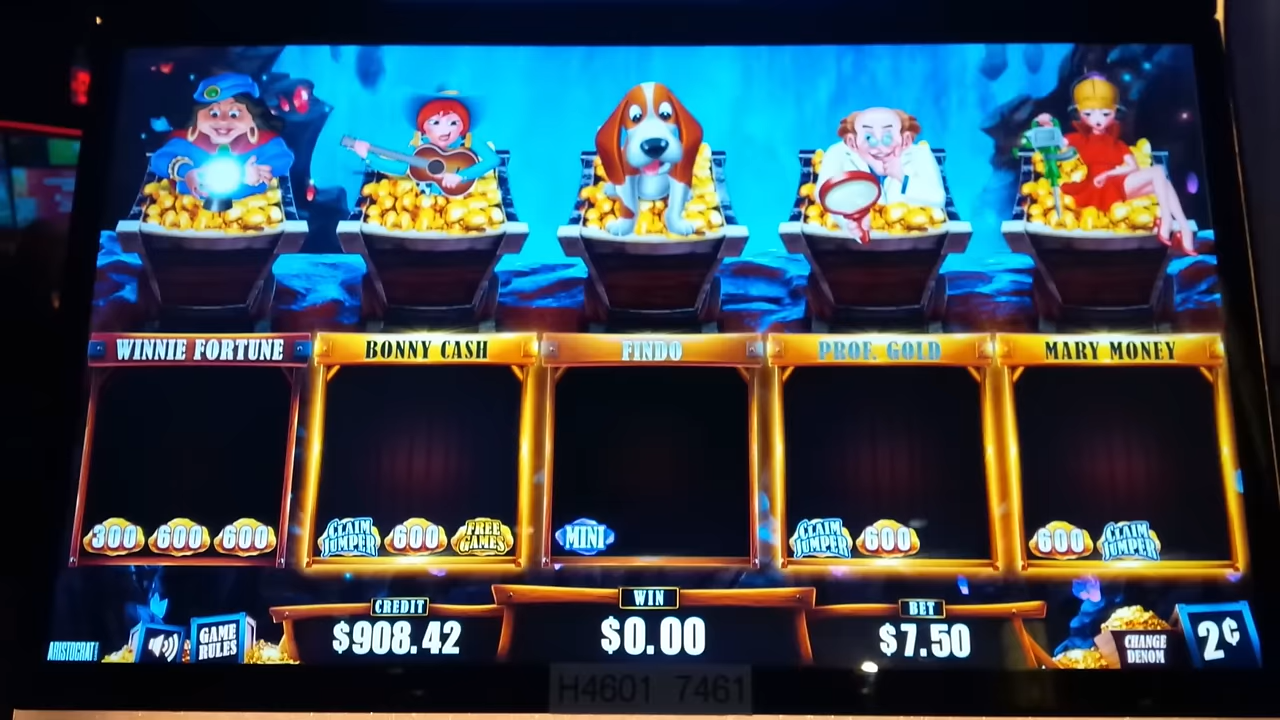 WINNIE FORTUNE
BONNY CASH
FINDO
PROF. GOLD
MARY MONEY
300 600 600
CLAIM JUMPER 600 FREE GAMES
MINI
CLAIM JUMPER 600
600 CLAIM JUMPER
ARISTOCRAT
GAME RULES
CREDIT
$908.42
WIN
$0.00
BET
$7.50
CHANGE DENOM
2¢
H4601 7461